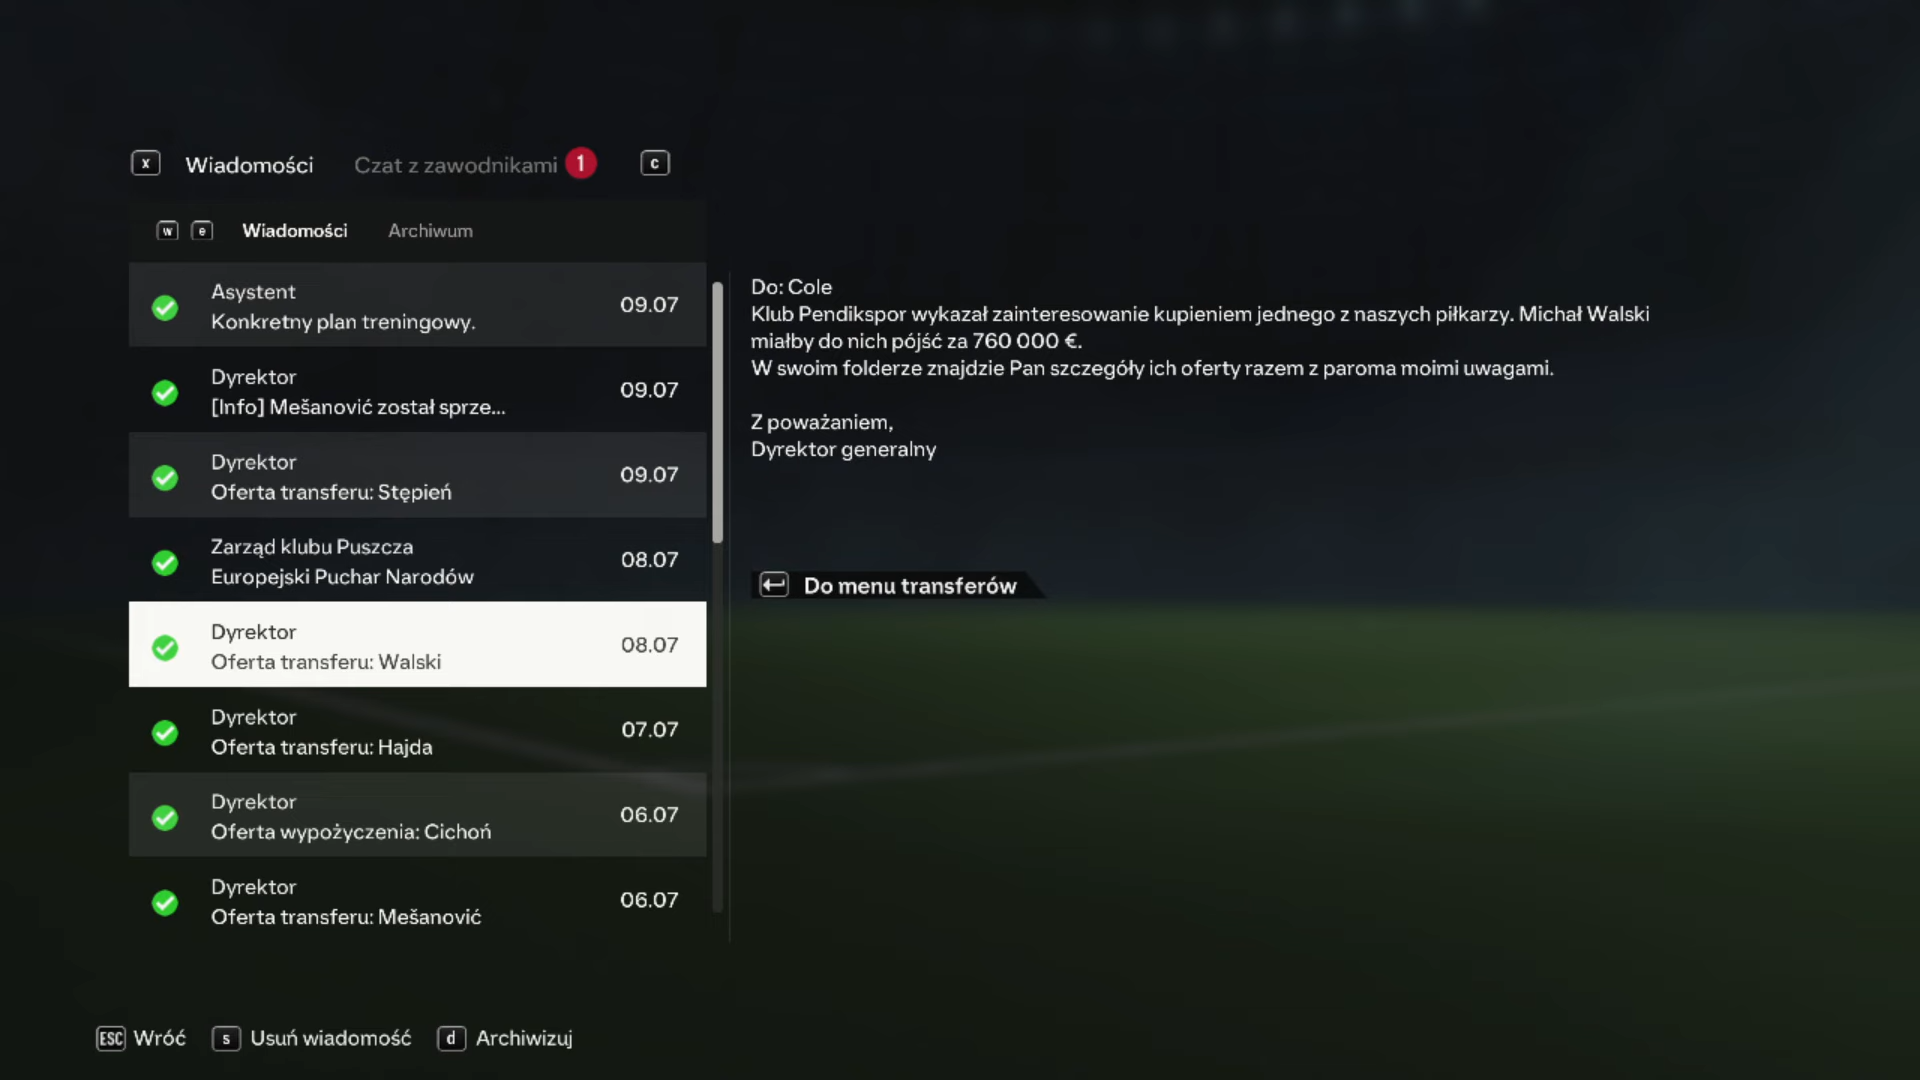 x Wiadomości Czat z zawodnikami 1 c
w e Wiadomości Archiwum
Asystent
Konkretny plan treningowy.
09.07
Dyrektor
[Info] Mešanović został sprze...
09.07
Dyrektor
Oferta transferu: Stępień
09.07
Zarząd klubu Puszcza
Europejski Puchar Narodów
08.07
Dyrektor
Oferta transferu: Walski
08.07
Dyrektor
Oferta transferu: Hajda
07.07
Dyrektor
Oferta wypożyczenia: Cichoń
06.07
Dyrektor
Oferta transferu: Mešanović
06.07
Do: Cole
Klub Pendikspor wykazał zainteresowanie kupieniem jednego z naszych piłkarzy. Michał Walski
miałby do nich pójść za 760 000 €.
W swoim folderze znajdzie Pan szczegóły ich oferty razem z paroma moimi uwagami.
Z poważaniem,
Dyrektor generalny
Do menu transferów
ESC Wróć s Usuń wiadomość d Archiwizuj